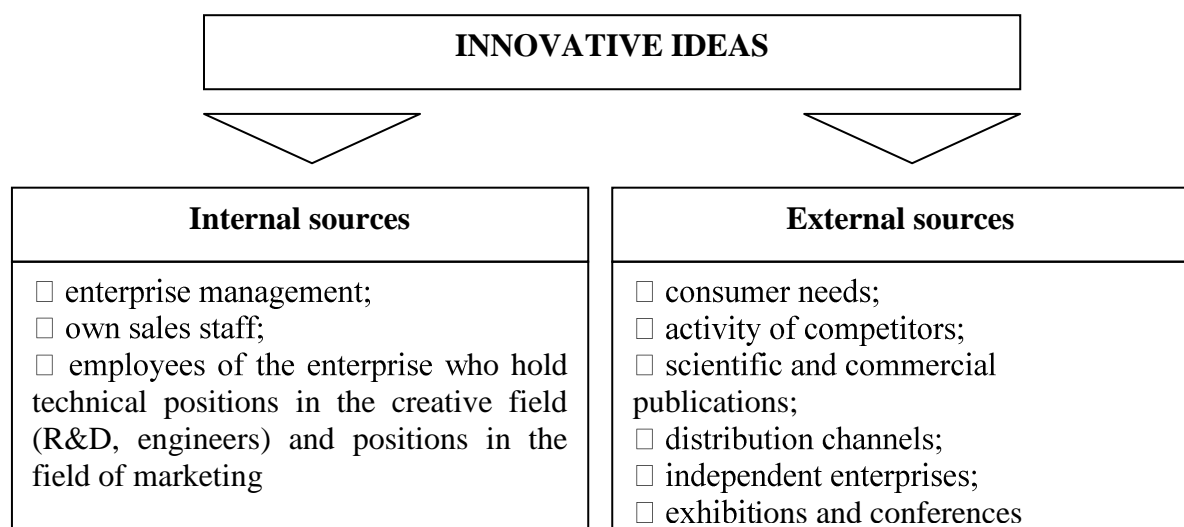 INNOVATIVE IDEAS
Internal sources
□ enterprise management;
□ own sales staff;
□ employees of the enterprise who hold
technical positions in the creative field
(R&D, engineers) and positions in the
field of marketing
External sources
□ consumer needs;
□ activity of competitors;
□ scientific and commercial
publications;
□ distribution channels;
□ independent enterprises;
□ exhibitions and conferences